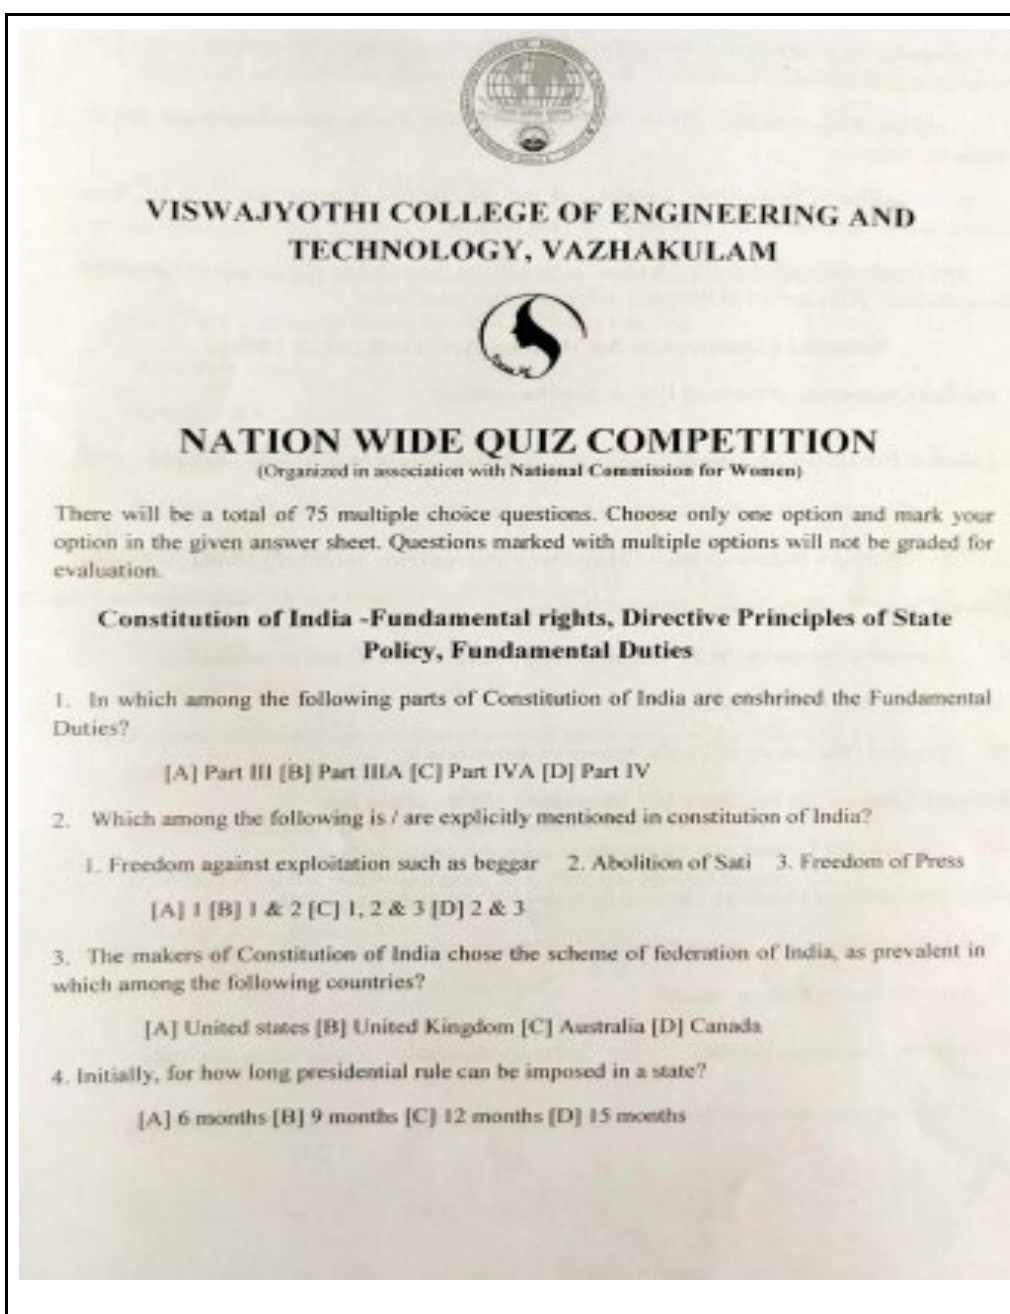 VISWAJYOTHI COLLEGE OF ENGINEERING AND
TECHNOLOGY, VAZHAKULAM
NATION WIDE QUIZ COMPETITION
(Organized in association with National Commission for Women)
There will be a total of 75 multiple choice questions. Choose only one option and mark your
option in the given answer sheet. Questions marked with multiple options will not be graded for
evaluation.
Constitution of India -Fundamental rights, Directive Principles of State
Policy, Fundamental Duties
1. In which among the following parts of Constitution of India are enshrined the Fundamental
Duties?
[A] Part III [B] Part IIIA [C] Part IVA [D] Part IV
2. Which among the following is / are explicitly mentioned in constitution of India?
1. Freedom against exploitation such as beggar 2. Abolition of Sati 3. Freedom of Press
[A] 1 [B] 1 & 2 [C] 1, 2 & 3 [D] 2 & 3
3. The makers of Constitution of India chose the scheme of federation of India, as prevalent in
which among the following countries?
[A] United states [B] United Kingdom [C] Australia [D] Canada
4. Initially, for how long presidential rule can be imposed in a state?
[A] 6 months [B] 9 months [C] 12 months [D] 15 months